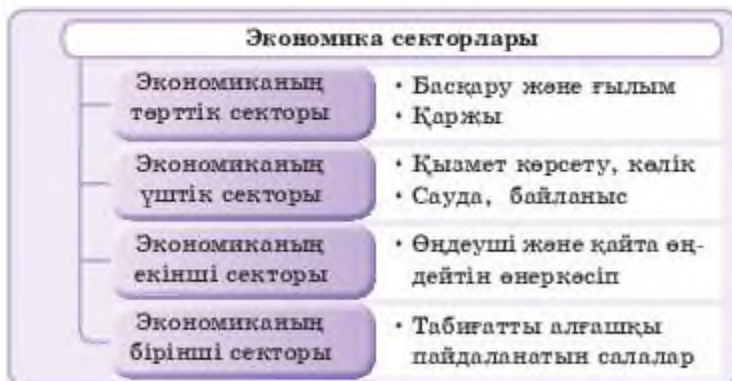 Экономика секторлары
Экономиканың
төрттік секторы
• Басқару және ғылым
• Қаржы
Экономиканың
үштік секторы
• Қызмет көрсету, көлік
• Сауда, байланыс
Экономиканың
екінші секторы
• Өңдеуші және қайта өң-
дейтін өнеркәсіп
Экономиканың
бірінші секторы
• Табиғатты алғашқы
пайдаланатын салалар